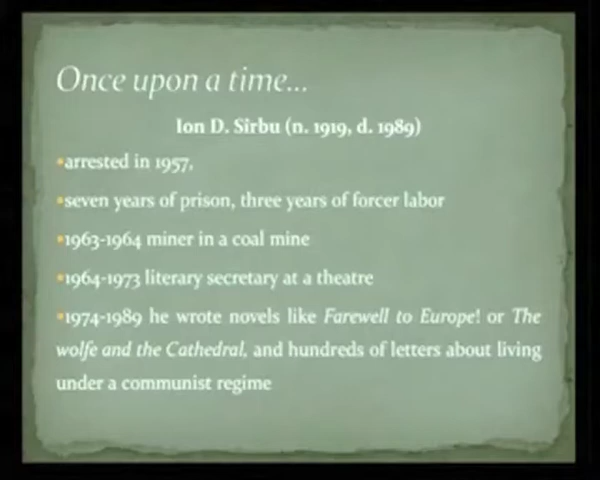 Once upon a time...
Ion D. Sîrbu (n. 1919, d. 1989)
•arrested in 1957,
•seven years of prison, three years of forcer labor
•1963-1964 miner in a coal mine
•1964-1973 literary secretary at a theatre
•1974-1989 he wrote novels like Farewell to Europe! or The
wolfe and the Cathedral, and hundreds of letters about living
under a communist regime